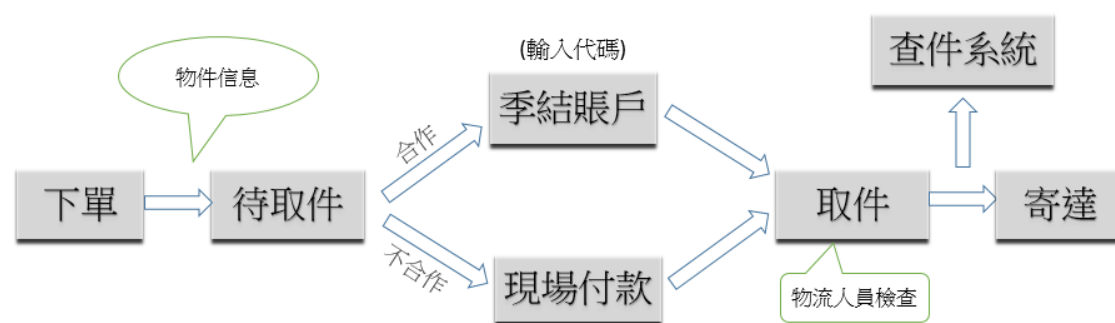 (輸入代碼)
查件系統
物件信息
季結賬戶
合作
下單
待取件
取件
寄達
不合作
現場付款
物流人員檢查